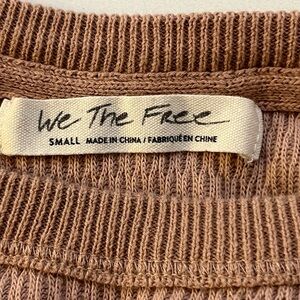 We The Free
SMALL MADE IN CHINA / FABRIQUÉ EN CHINE